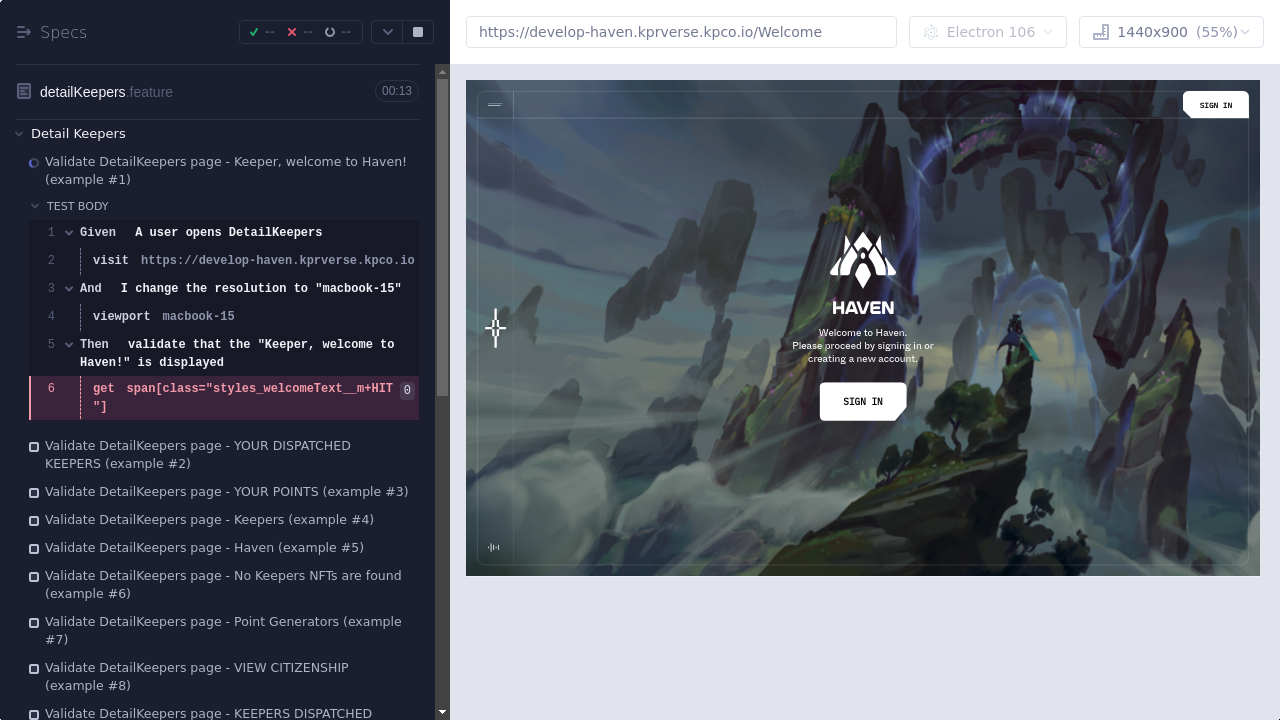 Specs
--
--
--
https://develop-haven.kprverse.kpco.io/Welcome
Electron 106
1440x900 (55%)
detailKeepers.feature
00:13
Detail Keepers
Validate DetailKeepers page - Keeper, welcome to Haven!
(example #1)
TEST BODY
1 Given A user opens DetailKeepers
2 visit https://develop-haven.kprverse.kpco.io
3 And I change the resolution to "macbook-15"
4 viewport macbook-15
5 Then validate that the "Keeper, welcome to
Haven!" is displayed
6 get span[class="styles_welcomeText__m+HIT 0
"]
Validate DetailKeepers page - YOUR DISPATCHED
KEEPERS (example #2)
Validate DetailKeepers page - YOUR POINTS (example #3)
Validate DetailKeepers page - Keepers (example #4)
Validate DetailKeepers page - Haven (example #5)
Validate DetailKeepers page - No Keepers NFTs are found
(example #6)
Validate DetailKeepers page - Point Generators (example
#7)
Validate DetailKeepers page - VIEW CITIZENSHIP
(example #8)
Validate DetailKeepers page - KEEPERS DISPATCHED
SIGN IN
HAVEN
Welcome to Haven.
Please proceed by signing in or
creating a new account.
SIGN IN